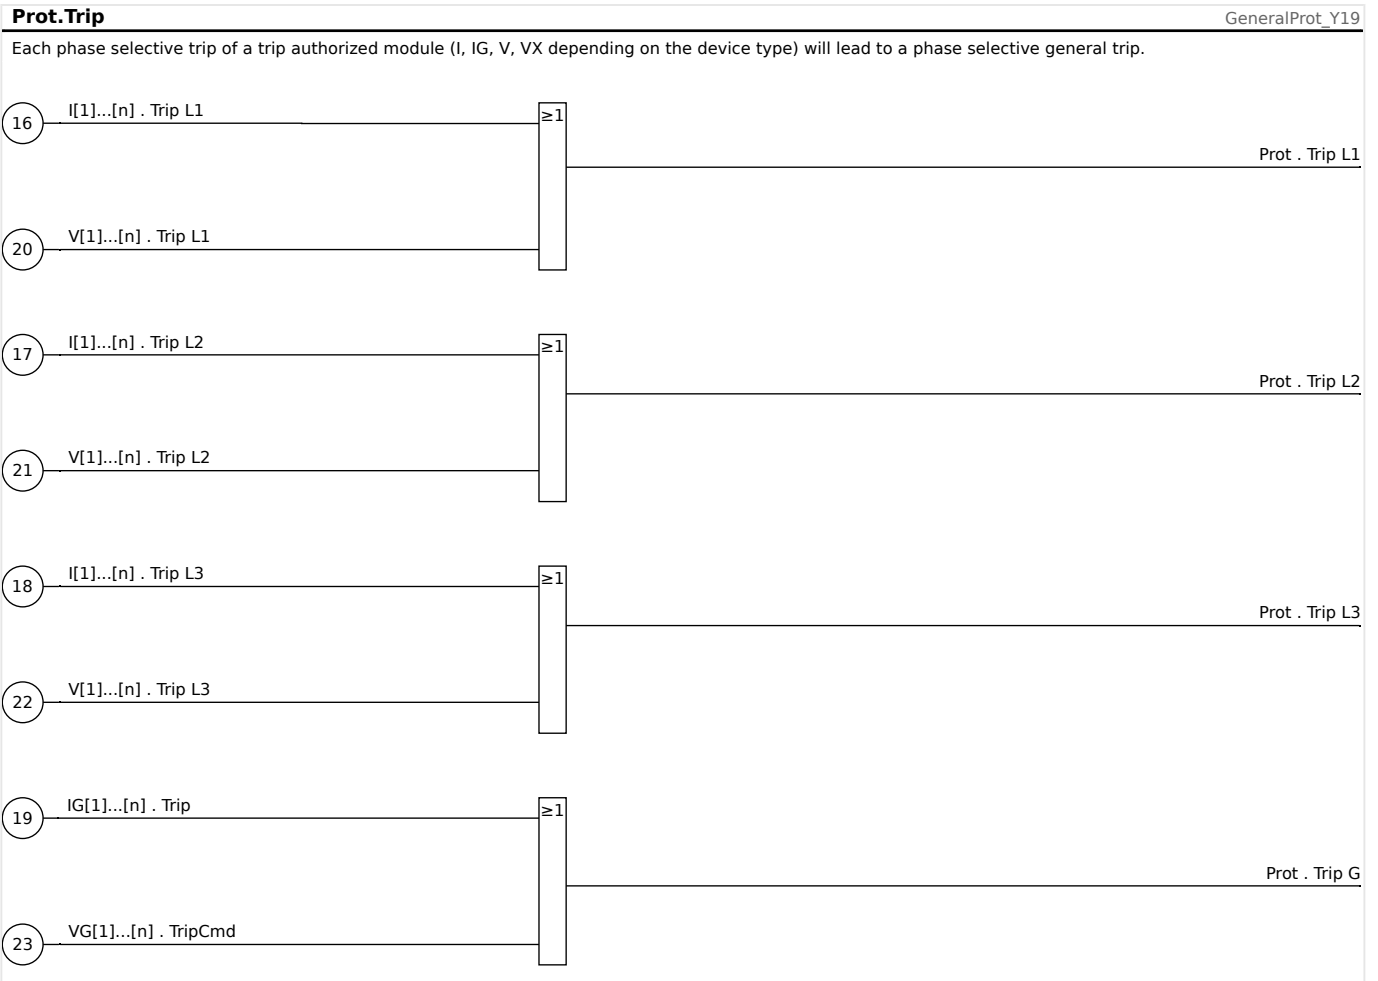 Prot.Trip
GeneralProt_Y19
Each phase selective trip of a trip authorized module (I, IG, V, VX depending on the device type) will lead to a phase selective general trip.
16
I[1]...[n] . Trip L1
≥1
Prot . Trip L1
20
V[1]...[n] . Trip L1
17
I[1]...[n] . Trip L2
≥1
Prot . Trip L2
21
V[1]...[n] . Trip L2
18
I[1]...[n] . Trip L3
≥1
Prot . Trip L3
22
V[1]...[n] . Trip L3
19
IG[1]...[n] . Trip
≥1
Prot . Trip G
23
VG[1]...[n] . TripCmd